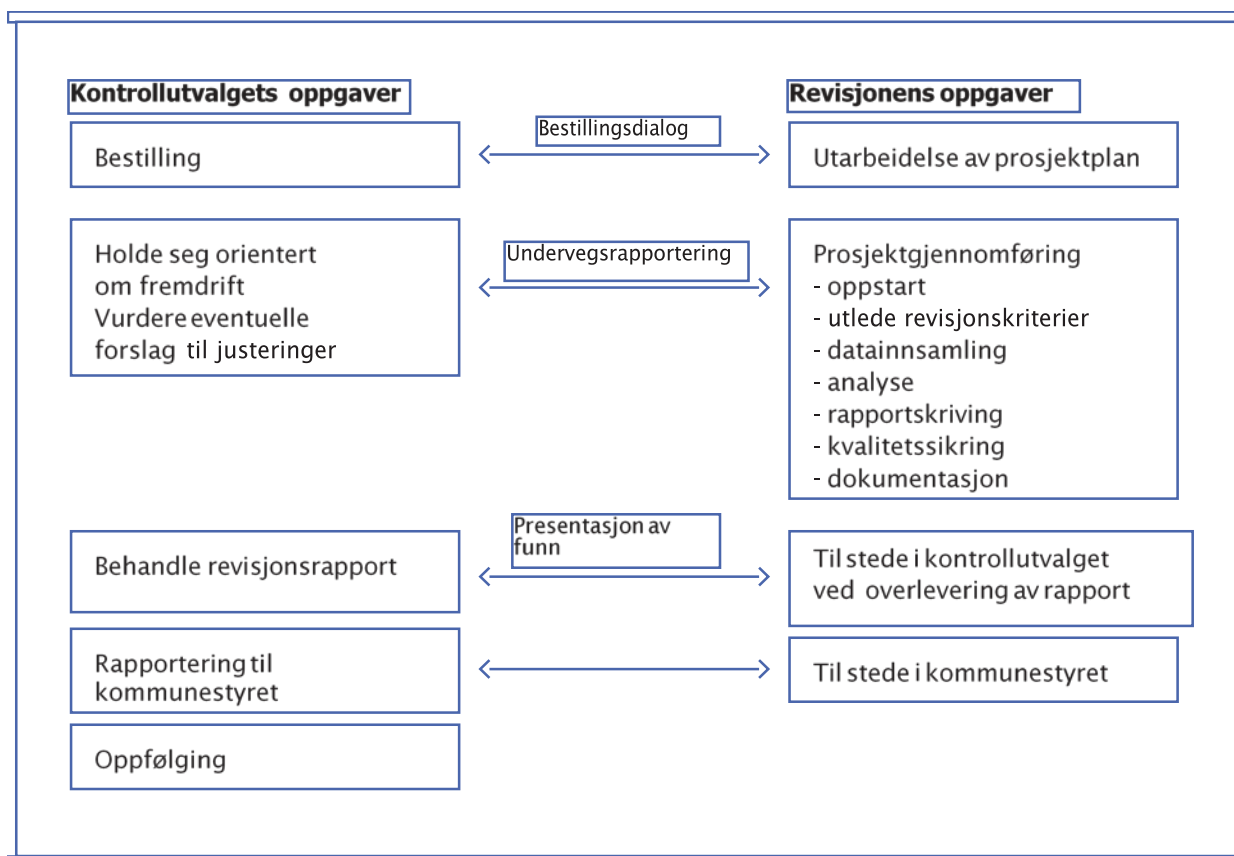 Kontrollutvalgets oppgaver
Revisjonens oppgaver
Bestilling
Bestillingsdialog
Utarbeidelse av prosjektplan
Holde seg orientert
om fremdrift
Vurdere eventuelle
forslag til justeringer
Undervegsrapportering
Prosjektgjennomføring
- oppstart
- utlede revisjonskriterier
- datainnsamling
- analyse
- rapportskriving
- kvalitetssikring
- dokumentasjon
Behandle revisjonsrapport
Presentasjon av
funn
Til stede i kontrollutvalget
ved overlevering av rapport
Rapportering til
kommunestyret
Til stede i kommunestyret
Oppfølging